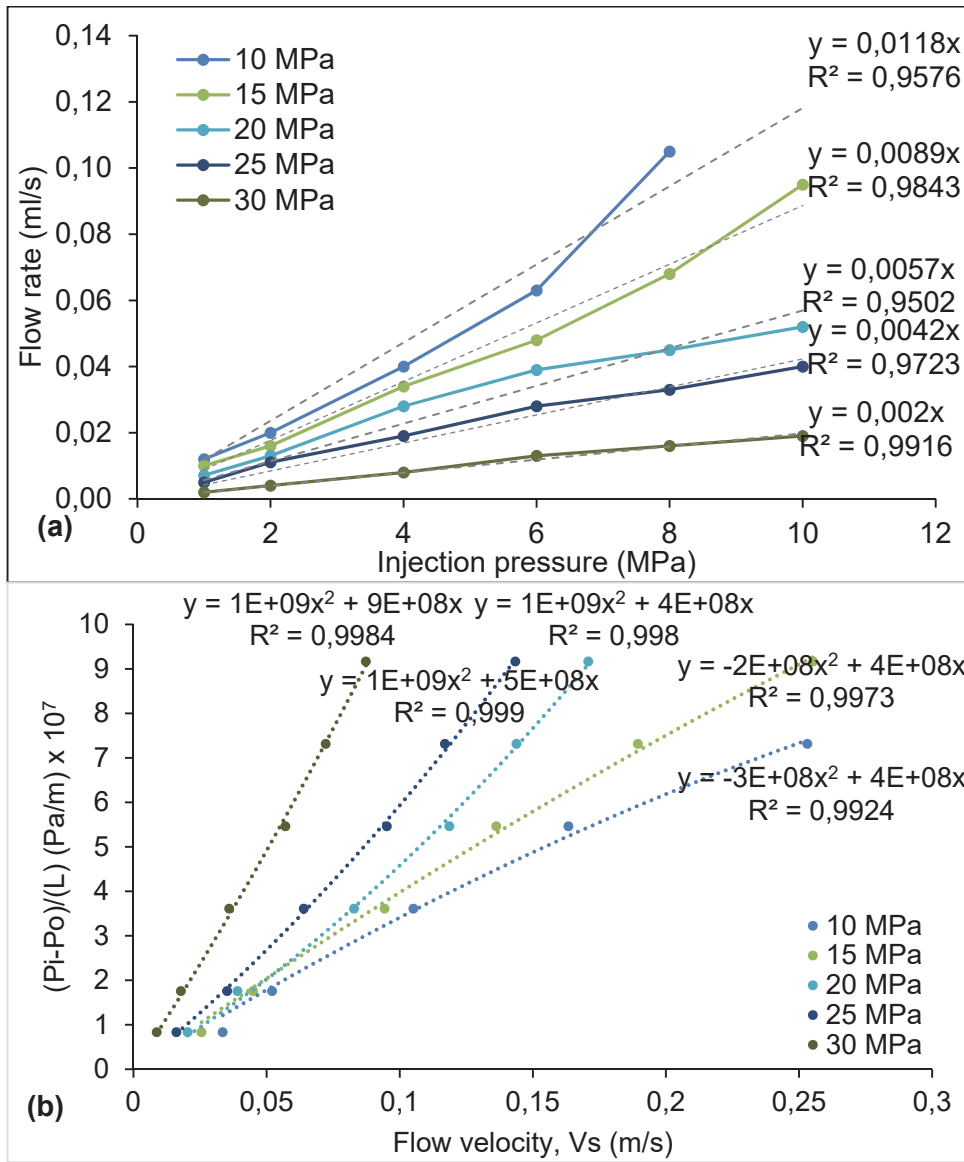 0,14
0,12
0,10
0,08
0,06
0,04
0,02
0,00
Flow rate (ml/s)
10 MPa
15 MPa
20 MPa
25 MPa
30 MPa
y = 0,0118x
R² = 0,9576
y = 0,0089x
R² = 0,9843
y = 0,0057x
R² = 0,9502
y = 0,0042x
R² = 0,9723
y = 0,002x
R² = 0,9916
0 2 4 6 8 10 12
(a)
Injection pressure (MPa)
y = 1E+09x² + 9E+08x
R² = 0,9984
y = 1E+09x² + 4E+08x
R² = 0,998
y = 1E+09x² + 5E+08x
R² = 0,999
y = -2E+08x² + 4E+08x
R² = 0,9973
y = -3E+08x² + 4E+08x
R² = 0,9924
10
9
8
7
6
5
4
3
2
1
0
(Pi-Po)/(L) (Pa/m) x 10⁷
10 MPa
15 MPa
20 MPa
25 MPa
30 MPa
0 0,05 0,1 0,15 0,2 0,25 0,3
(b)
Flow velocity, Vs (m/s)